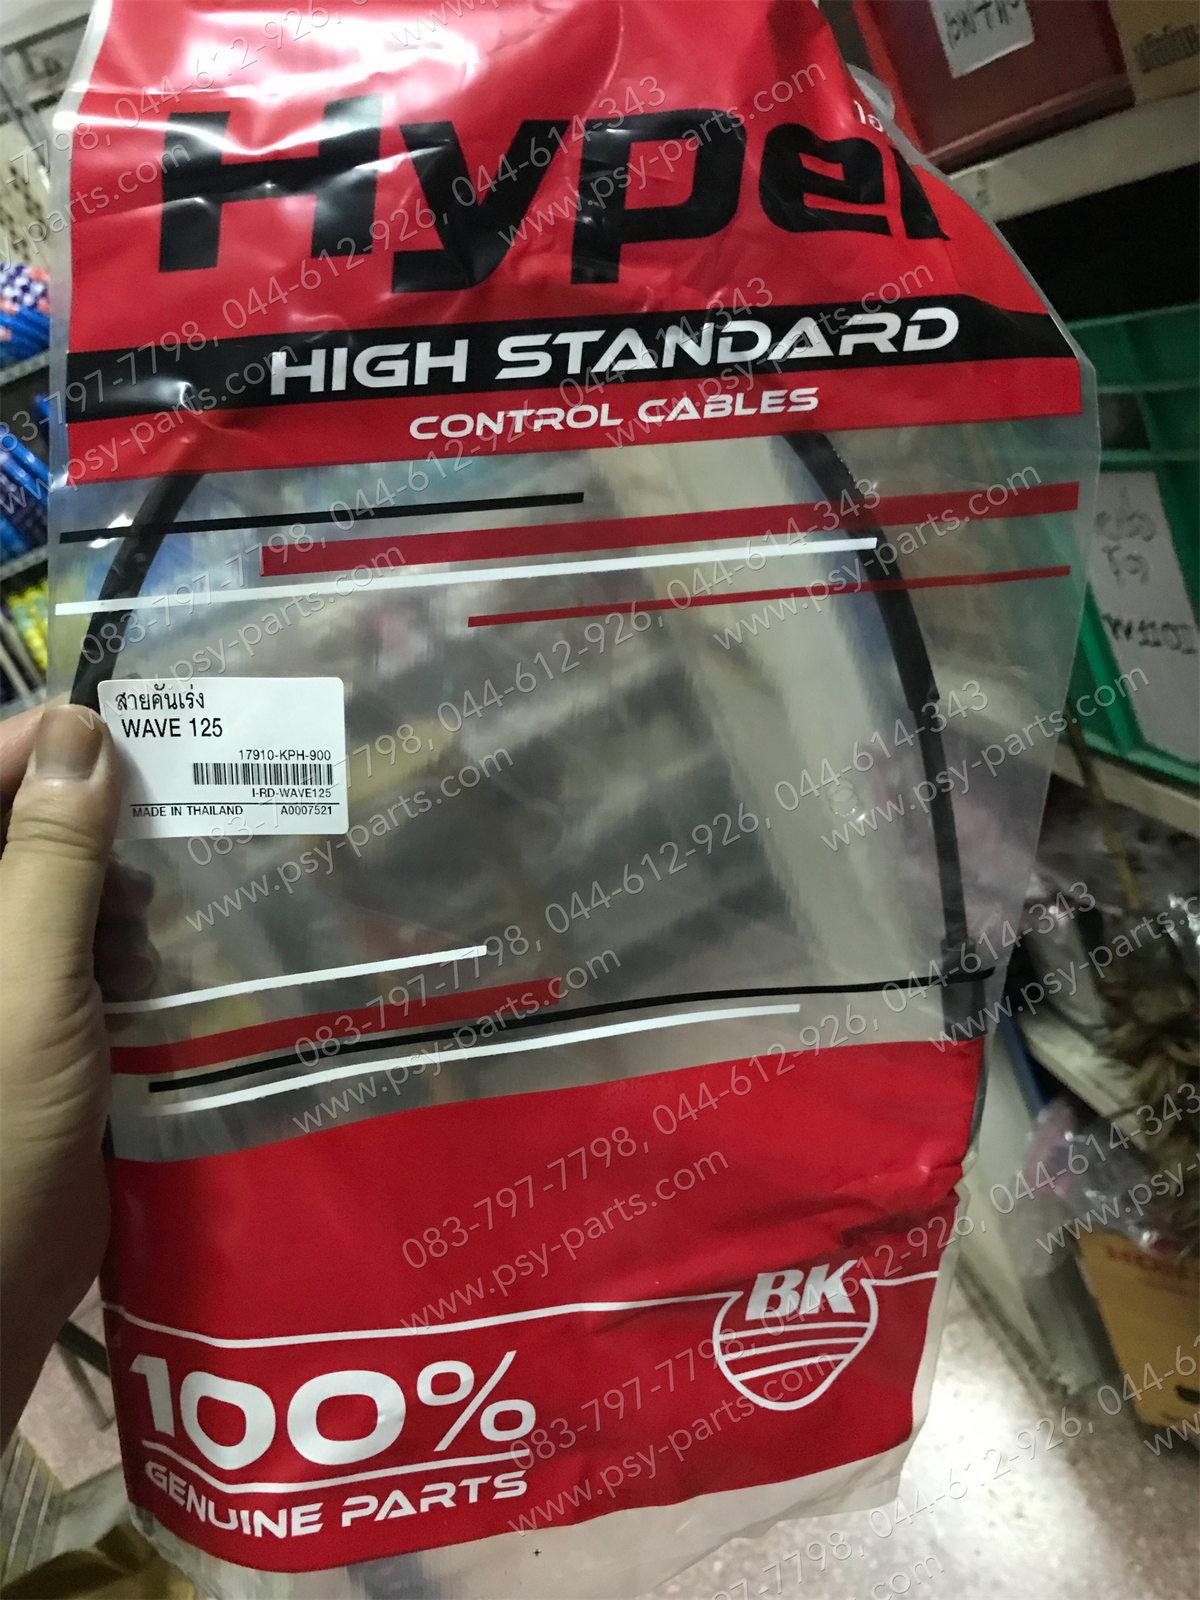 Hyper
HIGH STANDARD
CONTROL CABLES
สายคันเร่ง
WAVE 125
17910-KPH-900
I-RD-WAVE125
MADE IN THAILAND A0007521
BK
100%
GENUINE PARTS
083-797-7798, 044-612-926, 044-614-343
www.psy-parts.com